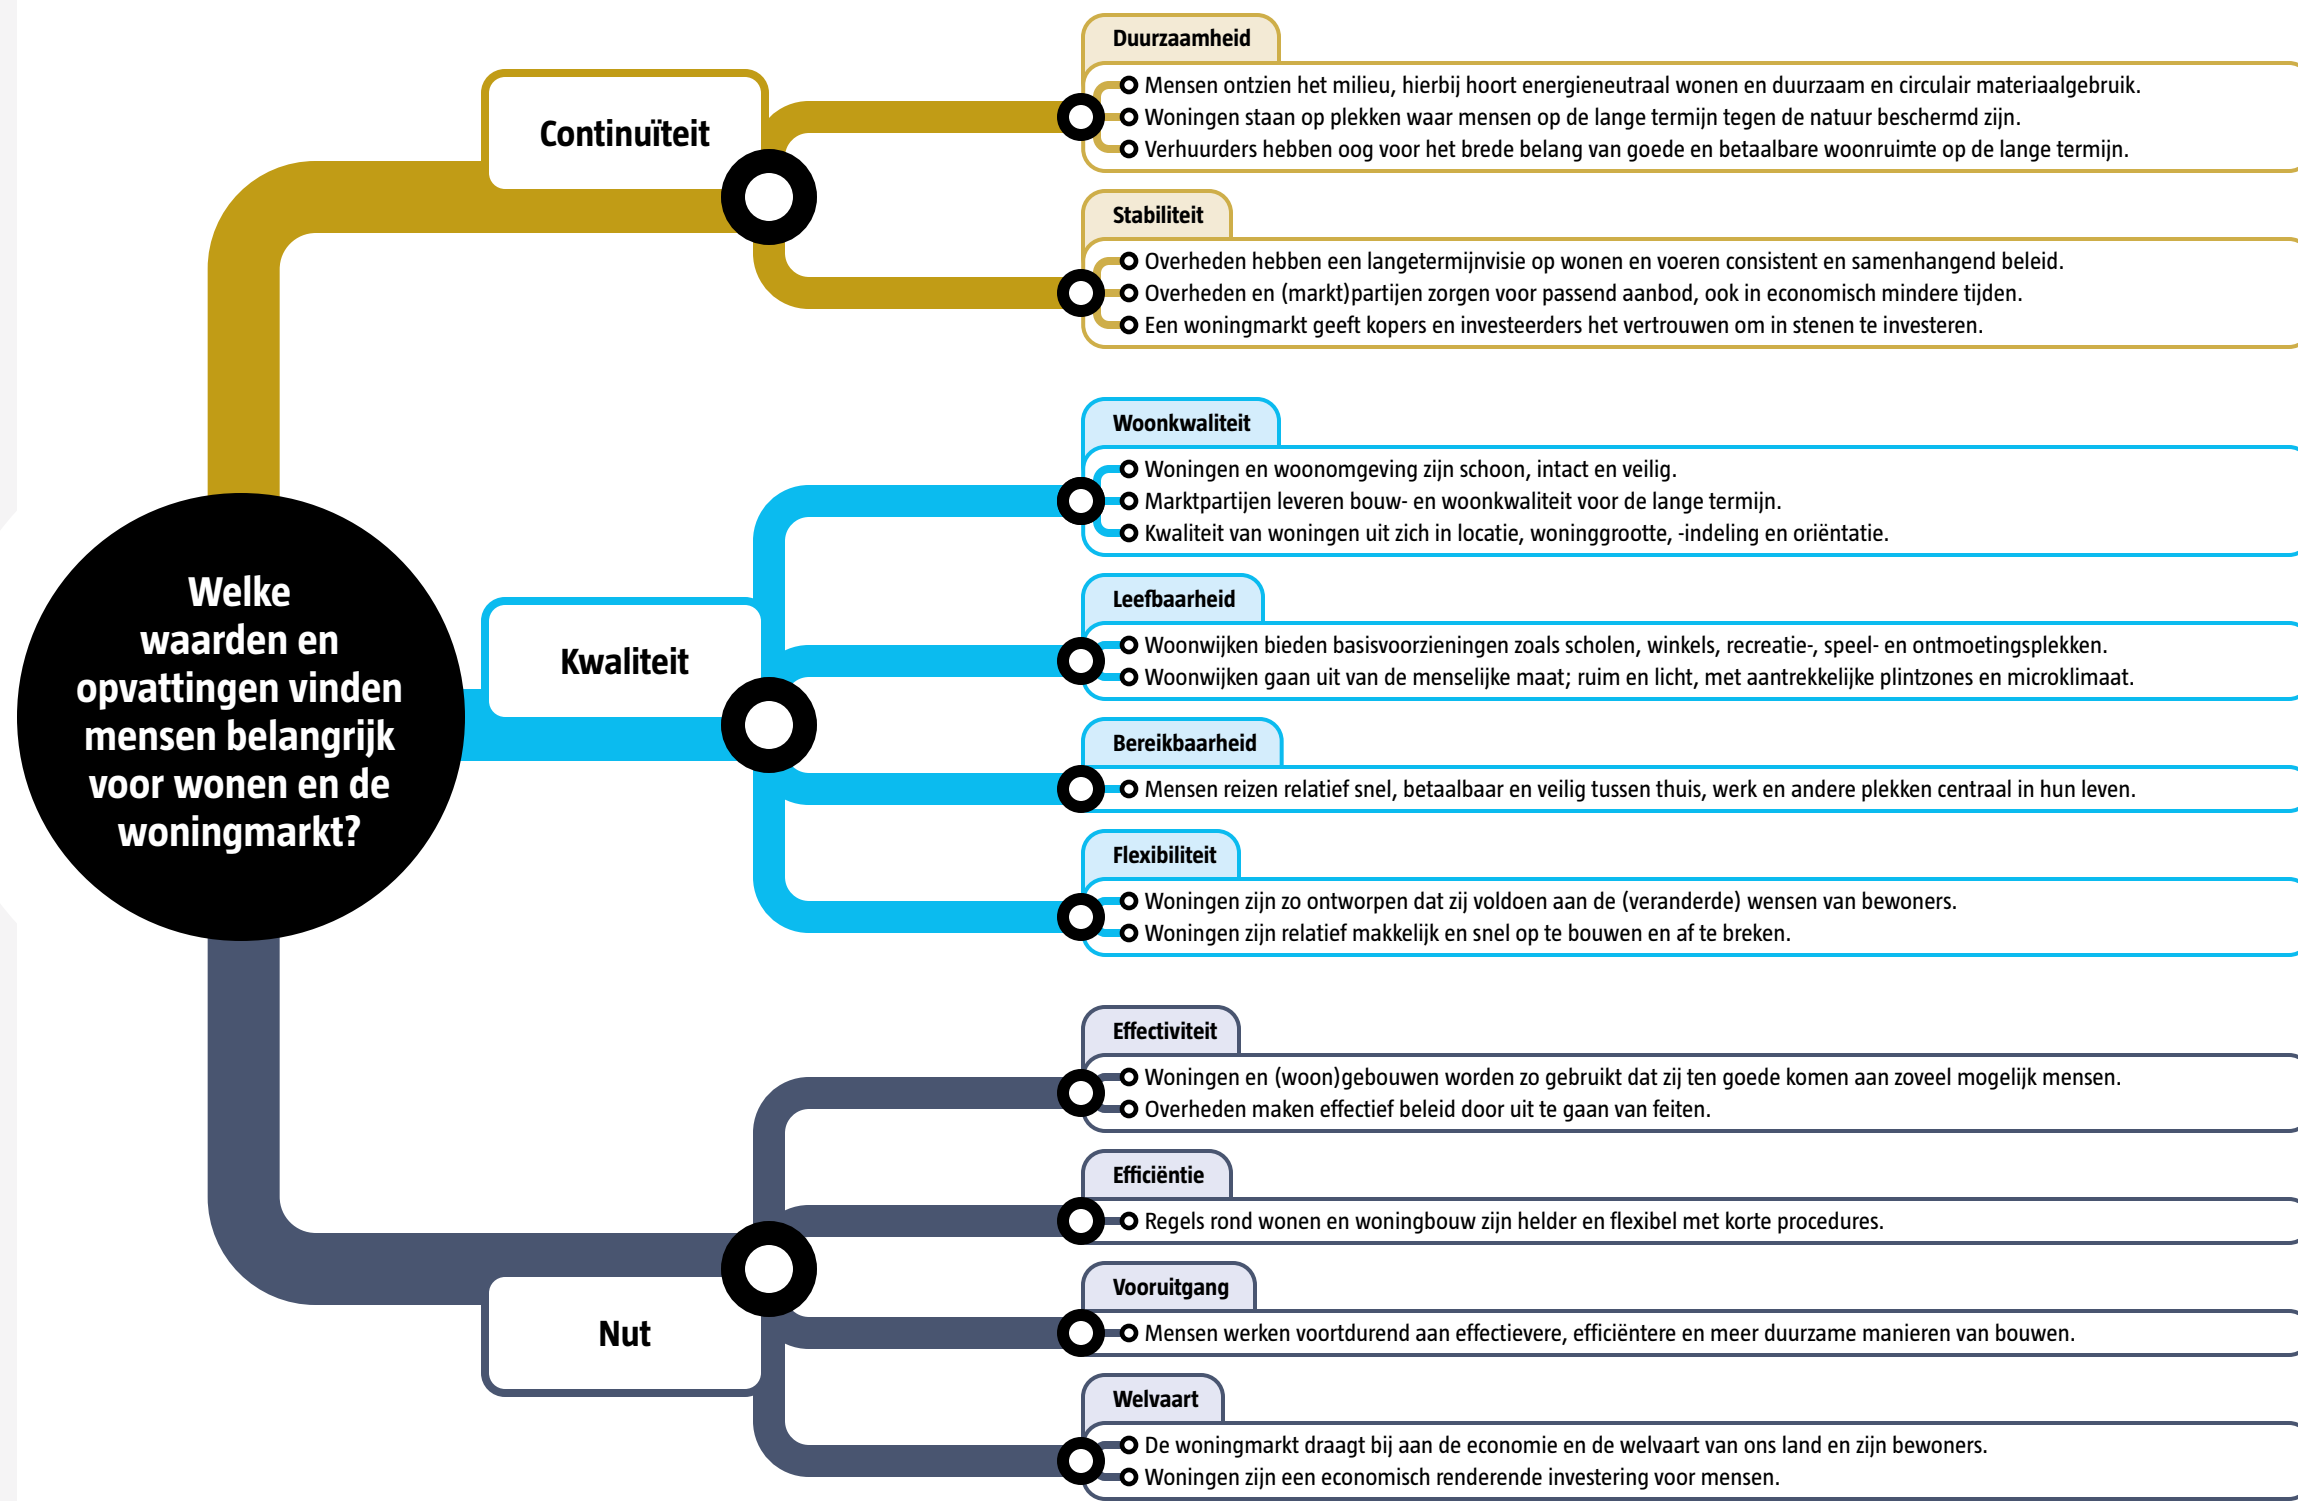 Welke
waarden en
opvattingen vinden
mensen belangrijk
voor wonen en de
woningmarkt?
Continuïteit
Duurzaamheid
Mensen ontzien het milieu, hierbij hoort energieneutraal wonen en duurzaam en circulair materiaalgebruik.
Woningen staan op plekken waar mensen op de lange termijn tegen de natuur beschermd zijn.
Verhuurders hebben oog voor het brede belang van goede en betaalbare woonruimte op de lange termijn.
Stabiliteit
Overheden hebben een langetermijnvisie op wonen en voeren consistent en samenhangend beleid.
Overheden en (markt)partijen zorgen voor passend aanbod, ook in economisch mindere tijden.
Een woningmarkt geeft kopers en investeerders het vertrouwen om in stenen te investeren.
Kwaliteit
Woonkwaliteit
Woningen en woonomgeving zijn schoon, intact en veilig.
Marktpartijen leveren bouw- en woonkwaliteit voor de lange termijn.
Kwaliteit van woningen uit zich in locatie, woninggrootte, -indeling en oriëntatie.
Leefbaarheid
Woonwijken bieden basisvoorzieningen zoals scholen, winkels, recreatie-, speel- en ontmoetingsplekken.
Woonwijken gaan uit van de menselijke maat; ruim en licht, met aantrekkelijke plintzones en microklimaat.
Bereikbaarheid
Mensen reizen relatief snel, betaalbaar en veilig tussen thuis, werk en andere plekken centraal in hun leven.
Flexibiliteit
Woningen zijn zo ontworpen dat zij voldoen aan de (veranderde) wensen van bewoners.
Woningen zijn relatief makkelijk en snel op te bouwen en af te breken.
Nut
Effectiviteit
Woningen en (woon)gebouwen worden zo gebruikt dat zij ten goede komen aan zoveel mogelijk mensen.
Overheden maken effectief beleid door uit te gaan van feiten.
Efficiëntie
Regels rond wonen en woningbouw zijn helder en flexibel met korte procedures.
Vooruitgang
Mensen werken voortdurend aan effectievere, efficiëntere en meer duurzame manieren van bouwen.
Welvaart
De woningmarkt draagt bij aan de economie en de welvaart van ons land en zijn bewoners.
Woningen zijn een economisch renderende investering voor mensen.